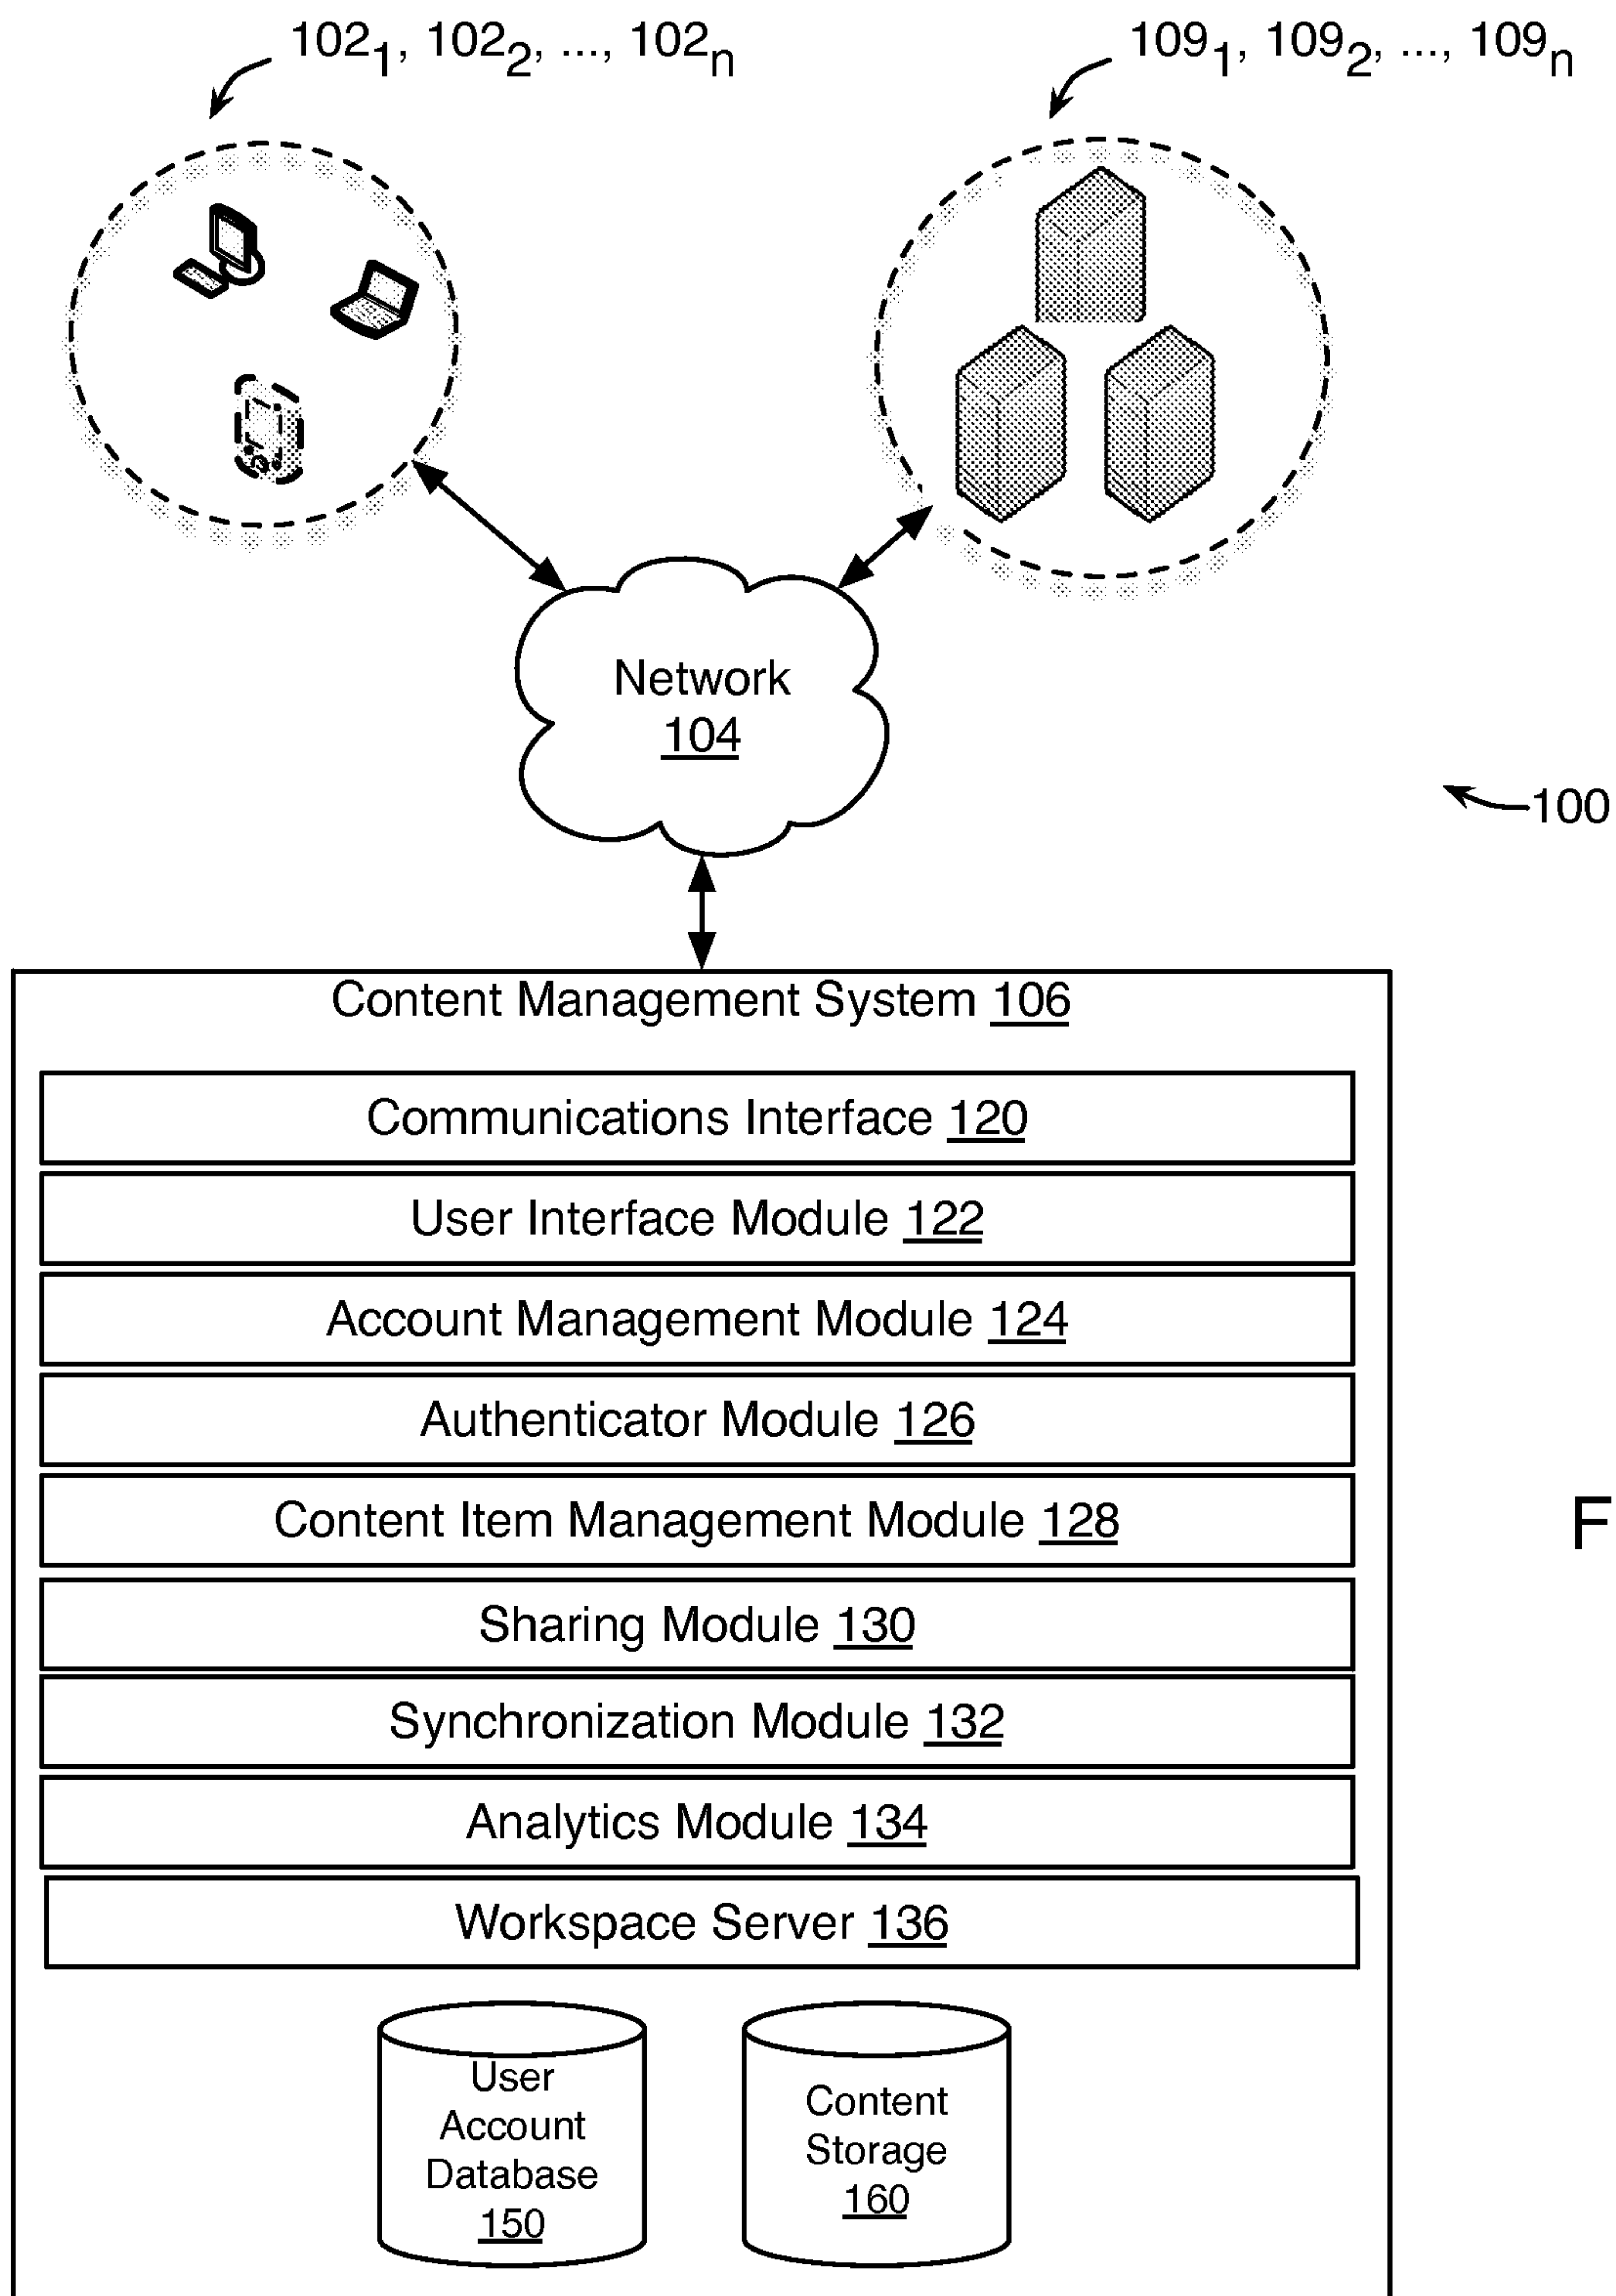 102₁, 102₂, ..., 102ₙ
109₁, 109₂, ..., 109ₙ
Network
104
100
Content Management System 106
Communications Interface 120
User Interface Module 122
Account Management Module 124
Authenticator Module 126
Content Item Management Module 128
F
Sharing Module 130
Synchronization Module 132
Analytics Module 134
Workspace Server 136
User
Account
Database
150
Content
Storage
160